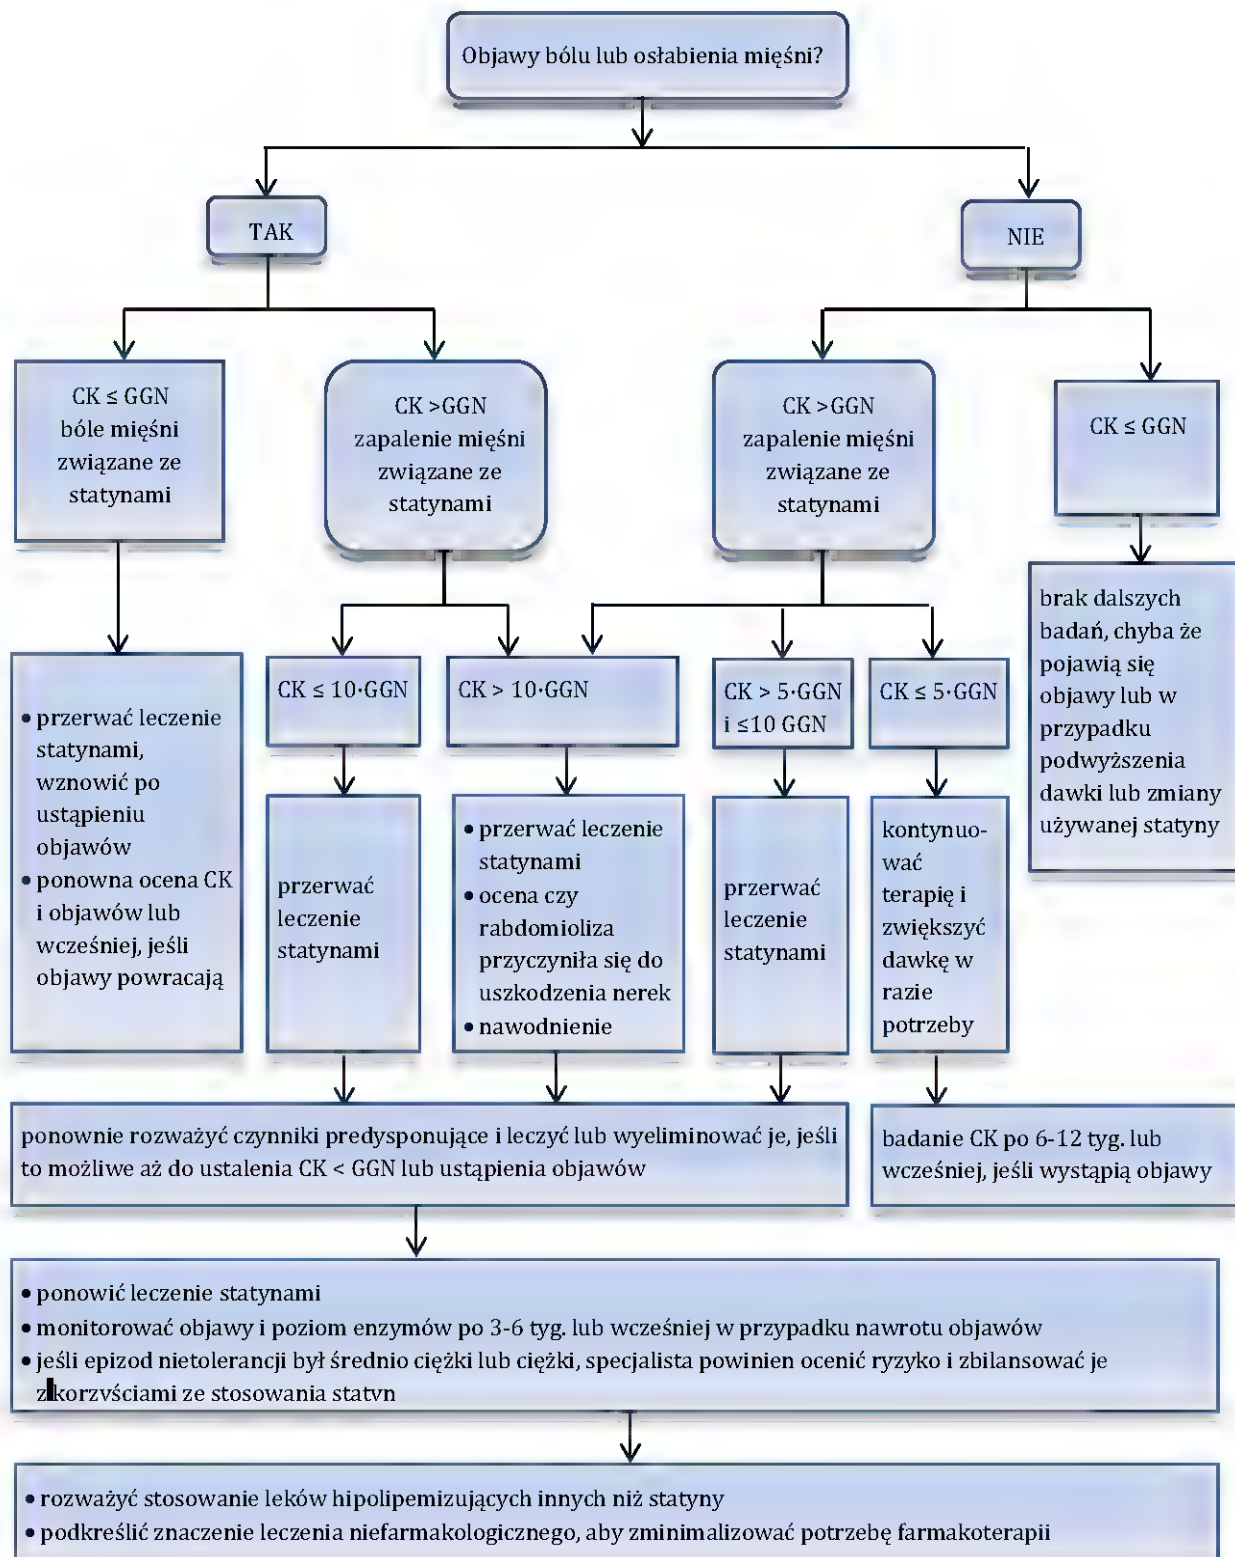 Objawy bólu lub osłabienia mięśni?
TAK
NIE
CK ≤ GGN
bóle mięśni
związane ze
statynami
CK >GGN
zapalenie mięśni
związane ze
statynami
CK >GGN
zapalenie mięśni
związane ze
statynami
CK ≤ GGN
• przerwać leczenie
statynami,
wznowić po
ustąpieniu
objawów
• ponowna ocena CK
i objawów lub
wcześniej, jeśli
objawy powracają
CK ≤ 10·GGN
CK > 10·GGN
CK > 5·GGN
i ≤10 GGN
CK ≤ 5·GGN
brak dalszych
badań, chyba że
pojawią się
objawy lub w
przypadku
podwyższenia
dawki lub zmiany
używanej statyny
przerwać
leczenie
statynami
• przerwać leczenie
statynami
• ocena czy
rabdomioliza
przyczyniła się do
uszkodzenia nerek
• nawodnienie
przerwać
leczenie
statynami
kontynuo-
wać
terapię i
zwiększyć
dawkę w
razie
potrzeby
ponownie rozważyć czynniki predysponujące i leczyć lub wyeliminować je, jeśli
to możliwe aż do ustalenia CK < GGN lub ustąpienia objawów
badanie CK po 6-12 tyg. lub
wcześniej, jeśli wystąpią objawy
• ponowić leczenie statynami
• monitorować objawy i poziom enzymów po 3-6 tyg. lub wcześniej w przypadku nawrotu objawów
• jeśli epizod nietolerancji był średnio ciężki lub ciężki, specjalista powinien ocenić ryzyko i zbilansować je
z korzyściami ze stosowania statyn
• rozważyć stosowanie leków hipolipemizujących innych niż statyny
• podkreślić znaczenie leczenia niefarmakologicznego, aby zminimalizować potrzebę farmakoterapii